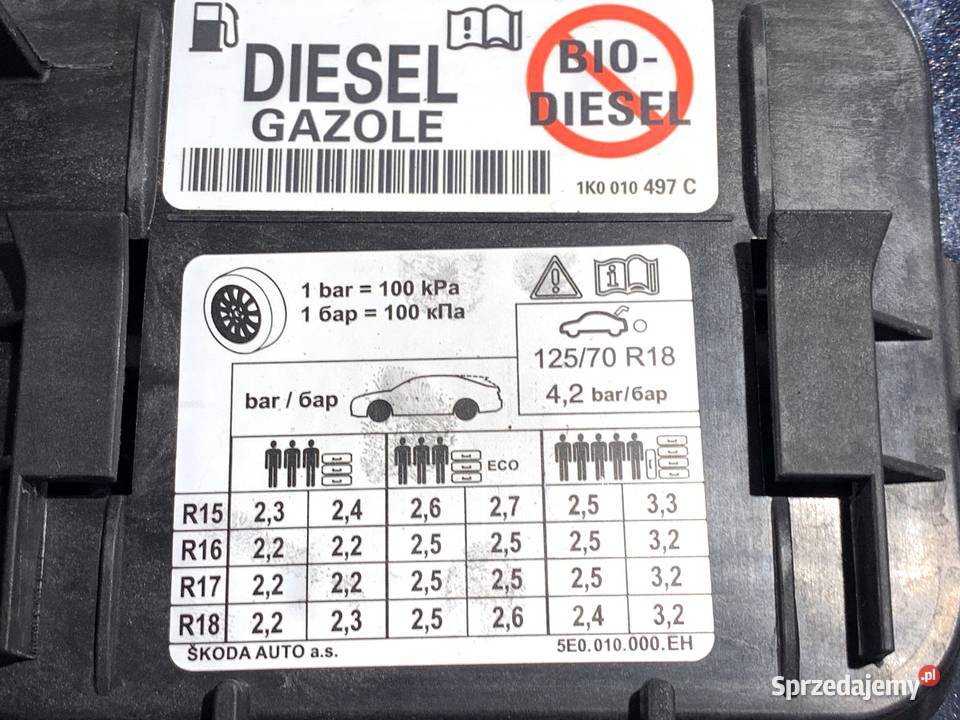 DIESEL
GAZOLE
BIO-
DIESEL
1K0 010 497 C
1 bar = 100 kPa
1 бар = 100 кПа
125/70 R18
4,2 bar/бар
bar / бар
ECO
R15 2,3 2,4 2,6 2,7 2,5 3,3
R16 2,2 2,2 2,5 2,5 2,5 3,2
R17 2,2 2,2 2,5 2,5 2,5 3,2
R18 2,2 2,3 2,5 2,6 2,4 3,2
ŠKODA AUTO a.s. 5E0.010.000.EH
Sprzedajemy.pl